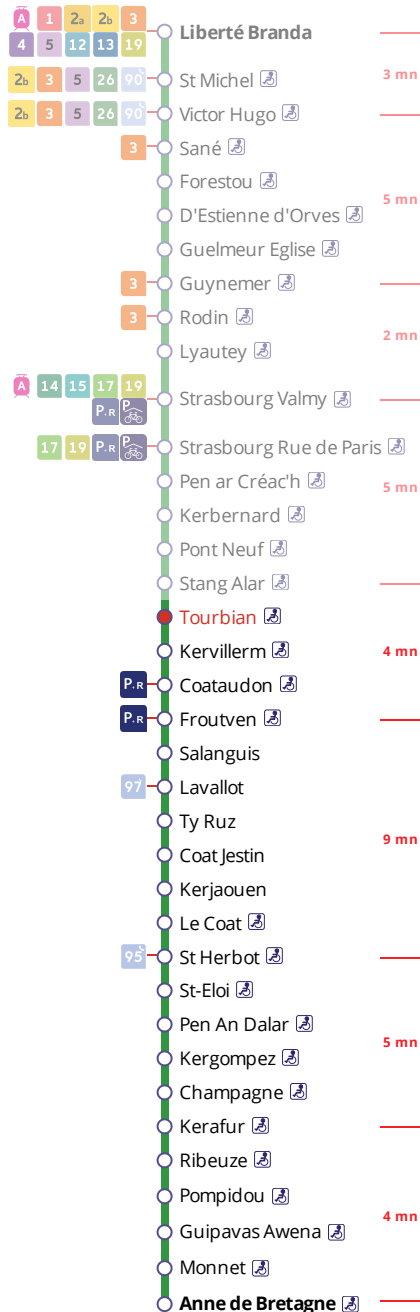 A 1 2a 2b 3
4 5 12 13 19 Liberté Branda
3 mn
2b 3 5 26 90 St Michel
2b 3 5 26 90 Victor Hugo
3 Sané
Forestou
D'Estienne d'Orves
5 mn
Guelmeur Eglise
3 Guynemer
3 Rodin
2 mn
Lyautey
A 14 15 17 19
P+R P Strasbourg Valmy
17 19 P+R P Strasbourg Rue de Paris
Pen ar Créac'h
5 mn
Kerbernard
Pont Neuf
Stang Alar
Tourbian
Kervillerm
4 mn
P+R Coataudon
P+R Froutven
Salanguis
97 Lavallot
Ty Ruz
9 mn
Coat Jestin
Kerjaouen
Le Coat
95 St Herbot
St-Eloi
Pen An Dalar
5 mn
Kergompez
Champagne
Kerafur
Ribeuze
Pompidou
4 mn
Guipavas Awena
Monnet
Anne de Bretagne